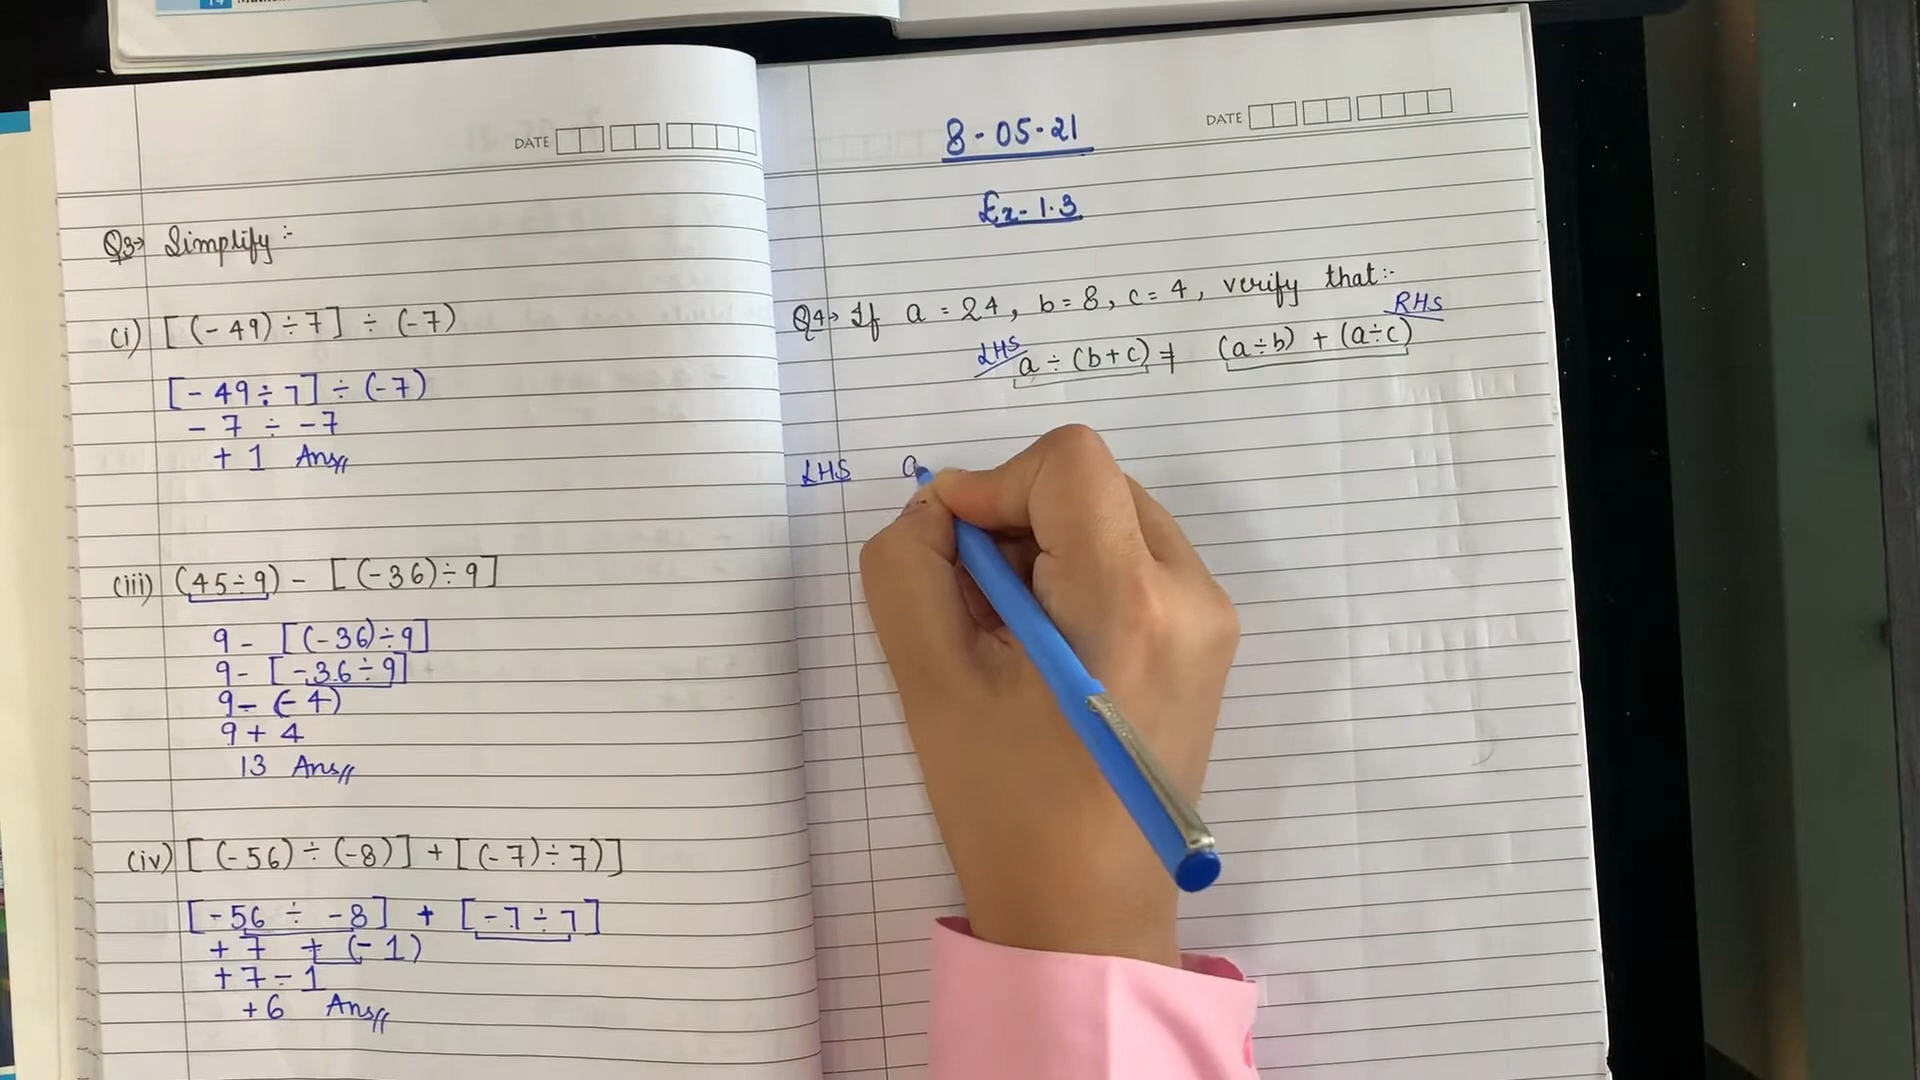 14
DATE
Q3→ Simplify :-
(i) [(-49) ÷ 7] ÷ (-7)
[-49 ÷ 7] ÷ (-7)
- 7 ÷ -7
+ 1 Ans//
(iii) (45÷9) - [(-36) ÷ 9]
9 - [(-36) ÷ 9]
9 - [-36 ÷ 9]
9 - (-4)
9 + 4
13 Ans//
(iv) [(-56) ÷ (-8)] + [(-7) ÷ 7)]
[-56 ÷ -8] + [-7 ÷ 7]
+ 7 + (-1)
+ 7 - 1
+ 6 Ans//
DATE
8-05-21
Ex-1.3
Q4→ If a = 24, b = 8, c = 4, verify that:-
RHS
LHS a ÷ (b+c) ≠ (a÷b) + (a÷c)
LHS a